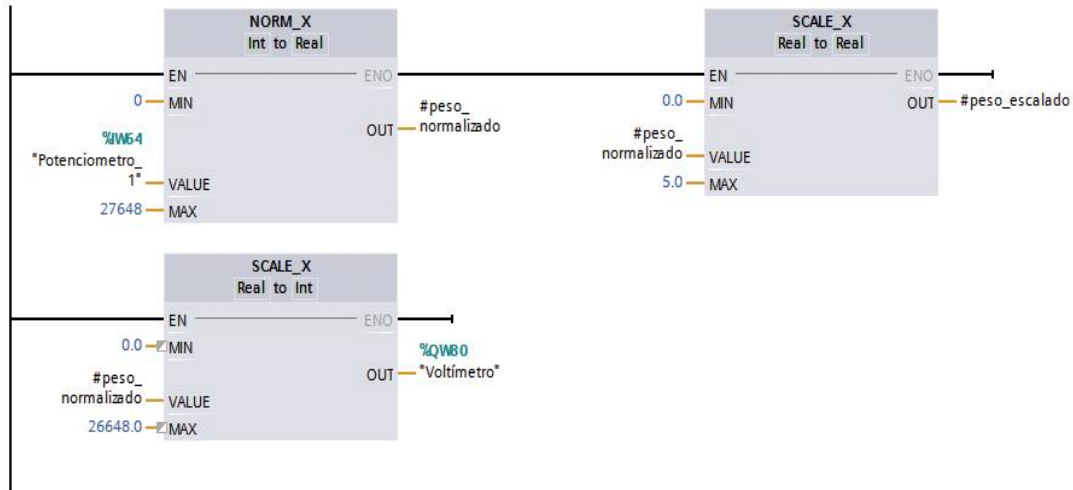 NORM_X
Int to Real
EN
ENO
0
MIN
#peso_
normalizado
OUT
%IW64
"Potenciometro_
1"
VALUE
27648
MAX
SCALE_X
Real to Real
EN
ENO
0.0
MIN
OUT
#peso_escalado
#peso_
normalizado
VALUE
5.0
MAX
SCALE_X
Real to Int
EN
ENO
0.0
MIN
%QW80
"Voltímetro"
OUT
#peso_
normalizado
VALUE
26648.0
MAX